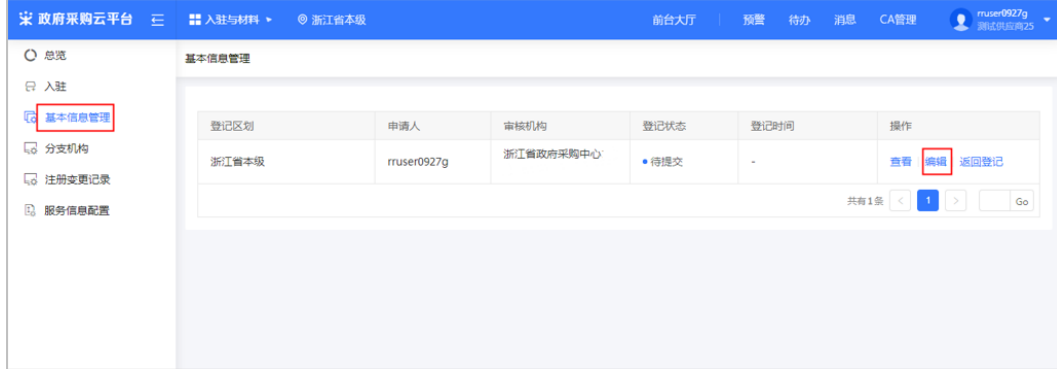 政府采购云平台 入驻与材料 浙江省本级 前台大厅 预警 待办 消息 CA管理 rruser0927g
测试供应商25
总览
入驻
基本信息管理
分支机构
注册变更记录
服务信息配置
基本信息管理
登记区划 申请人 审核机构 登记状态 登记时间 操作
浙江省本级 rruser0927g 浙江省政府采购中心 待提交 - 查看 编辑 返回登记
共有1条 < 1 > Go